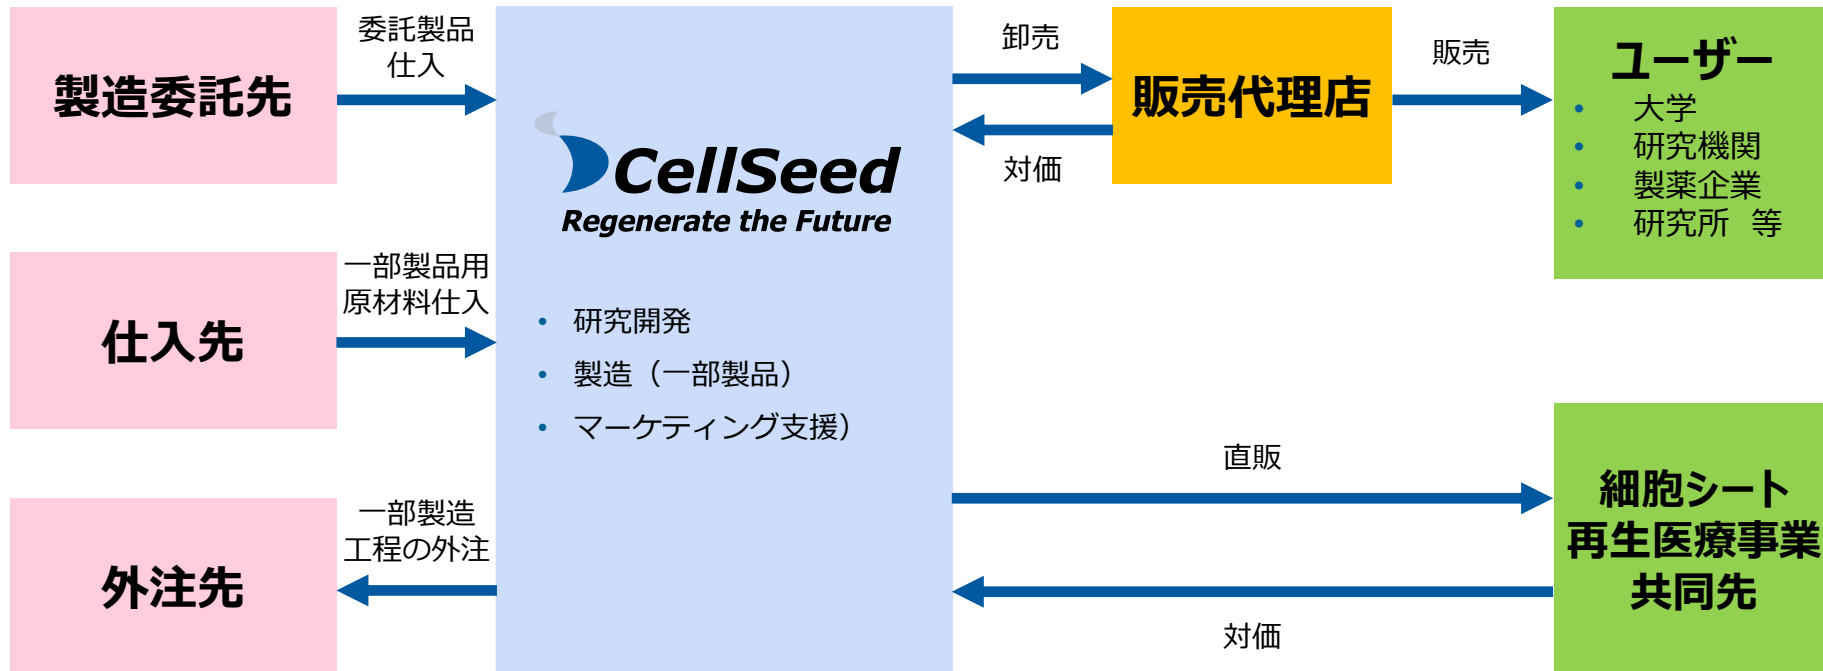 製造委託先
委託製品
仕入
仕入先
一部製品用
原材料仕入
外注先
一部製造
工程の外注
CellSeed
Regenerate the Future
• 研究開発
• 製造（一部製品）
• マーケティング支援）
卸売
対価
販売代理店
販売
ユーザー
• 大学
• 研究機関
• 製薬企業
• 研究所 等
直販
対価
細胞シート
再生医療事業
共同先